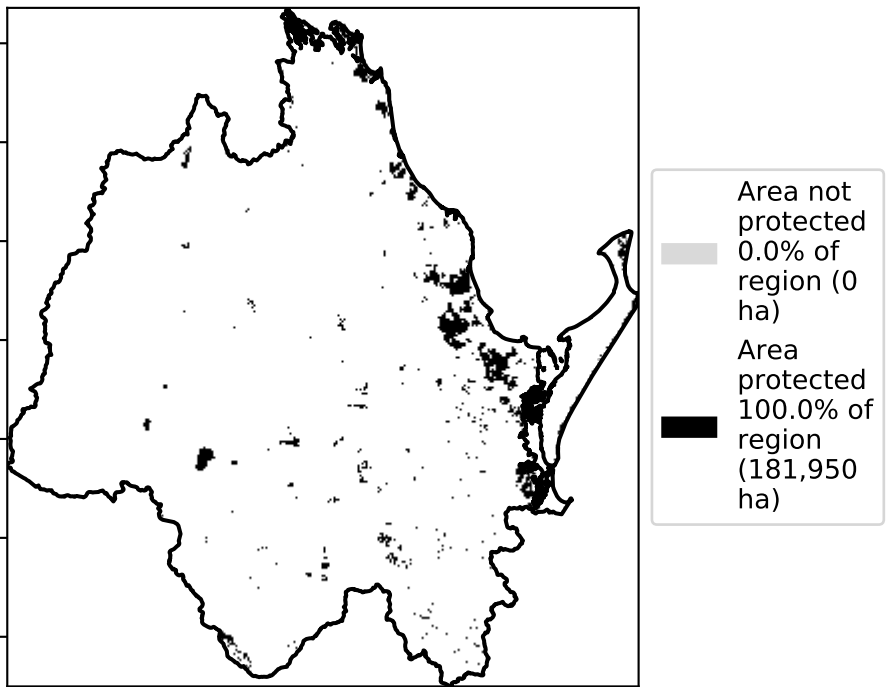 Area not
protected
0.0% of
region (0
ha)
Area
protected
100.0% of
region
(181,950
ha)